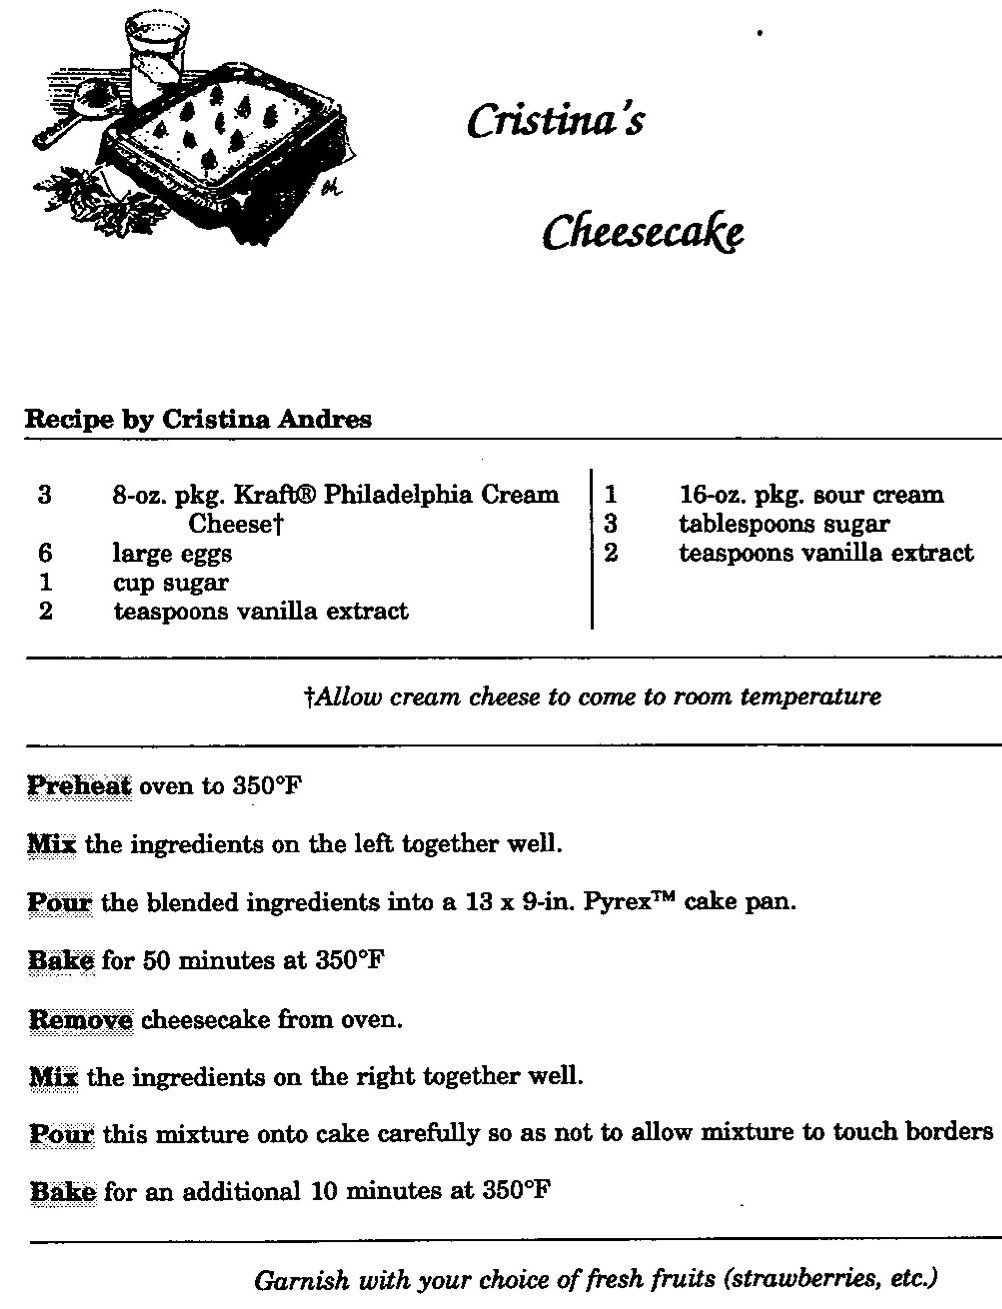 Cristina's
Cheesecake
Recipe by Cristina Andres
3 8-oz. pkg. Kraft® Philadelphia Cream
Cheese†
6 large eggs
1 cup sugar
2 teaspoons vanilla extract
1 16-oz. pkg. sour cream
3 tablespoons sugar
2 teaspoons vanilla extract
†Allow cream cheese to come to room temperature
Preheat oven to 350°F
Mix the ingredients on the left together well.
Pour the blended ingredients into a 13 x 9-in. Pyrex™ cake pan.
Bake for 50 minutes at 350°F
Remove cheesecake from oven.
Mix the ingredients on the right together well.
Pour this mixture onto cake carefully so as not to allow mixture to touch borders
Bake for an additional 10 minutes at 350°F
Garnish with your choice of fresh fruits (strawberries, etc.)